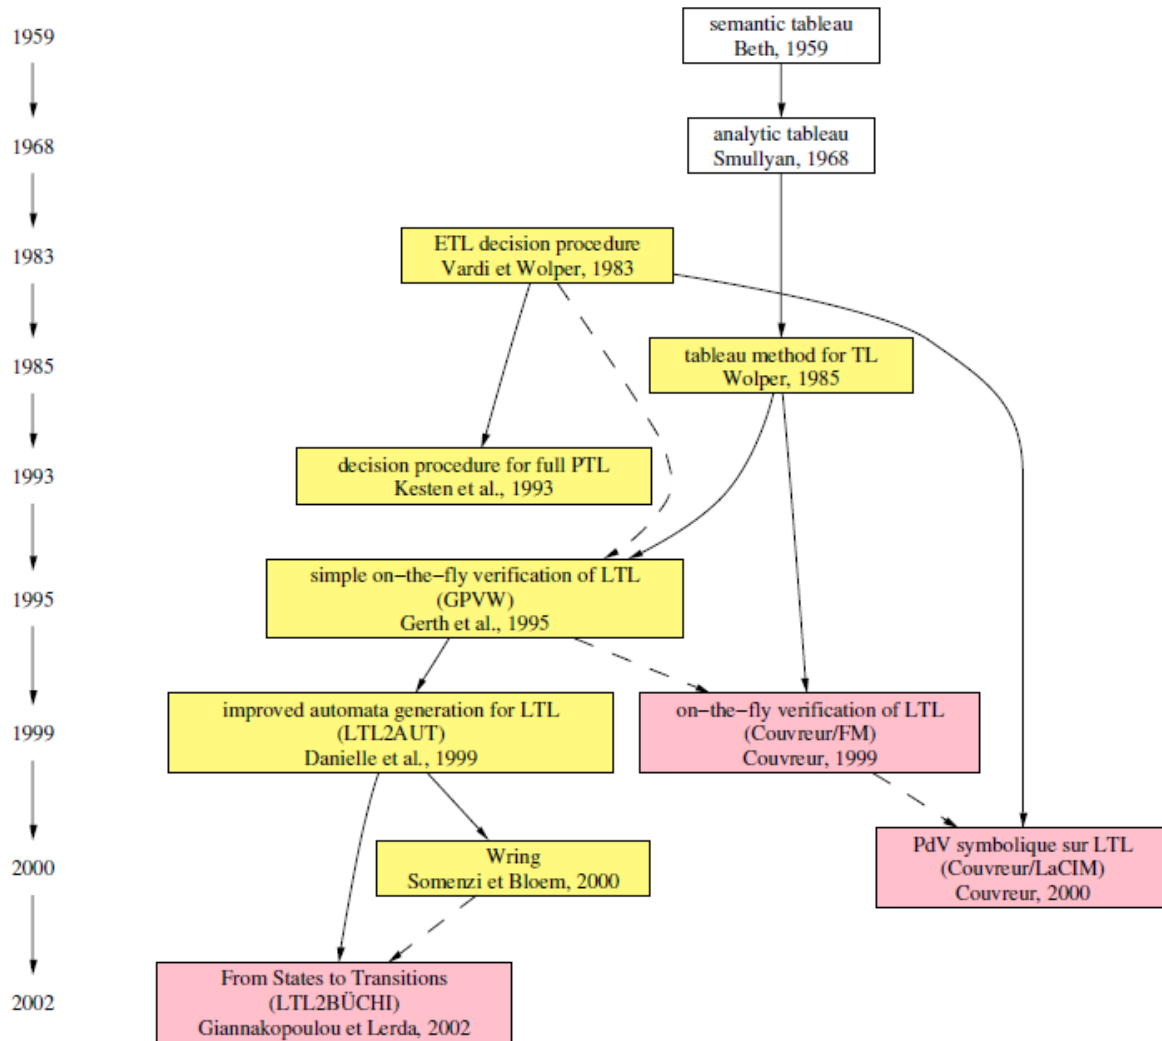 1959
semantic tableau
Beth, 1959
1968
analytic tableau
Smullyan, 1968
1983
ETL decision procedure
Vardi et Wolper, 1983
1985
tableau method for TL
Wolper, 1985
1993
decision procedure for full PTL
Kesten et al., 1993
1995
simple on−the−fly verification of LTL
(GPVW)
Gerth et al., 1995
1999
improved automata generation for LTL
(LTL2AUT)
Danielle et al., 1999
on−the−fly verification of LTL
(Couvreur/FM)
Couvreur, 1999
2000
Wring
Somenzi et Bloem, 2000
PdV symbolique sur LTL
(Couvreur/LaCIM)
Couvreur, 2000
2002
From States to Transitions
(LTL2BÜCHI)
Giannakopoulou et Lerda, 2002